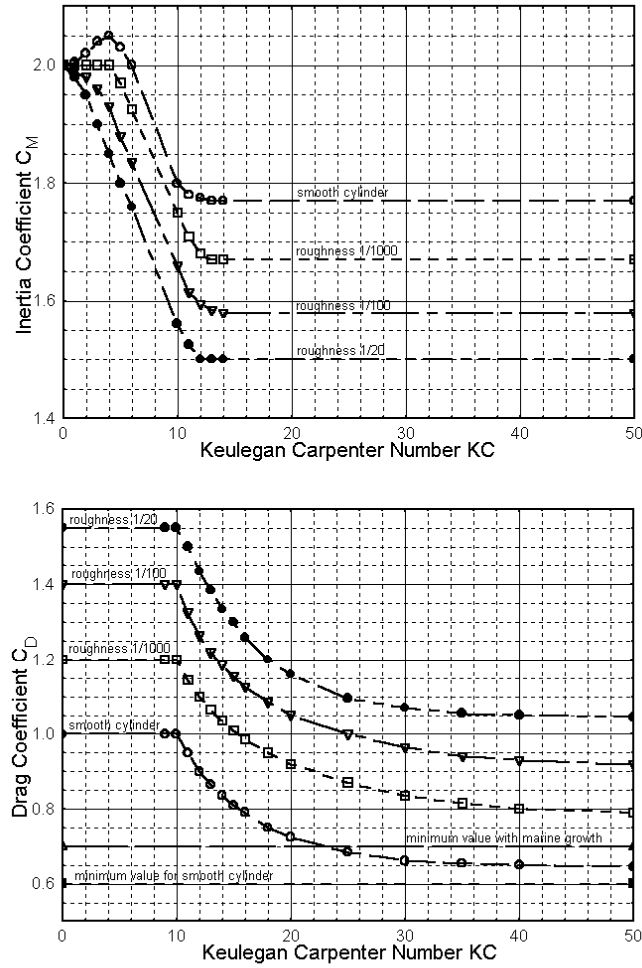 2.0
1.8
1.6
1.4
Inertia Coefficient C_M
smooth cylinder
roughness 1/1000
roughness 1/100
roughness 1/20
0 10 20 30 40 50
Keulegan Carpenter Number KC
1.6
1.4
1.2
1.0
0.8
0.6
Drag Coefficient C_D
roughness 1/20
roughness 1/100
roughness 1/1000
smooth cylinder
minimum value with marine growth
minimum value for smooth cylinder
0 10 20 30 40 50
Keulegan Carpenter Number KC